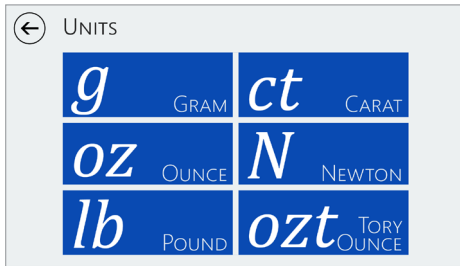 Units
g Gram
ct Carat
oz Ounce
N Newton
lb Pound
ozt Tory
Ounce